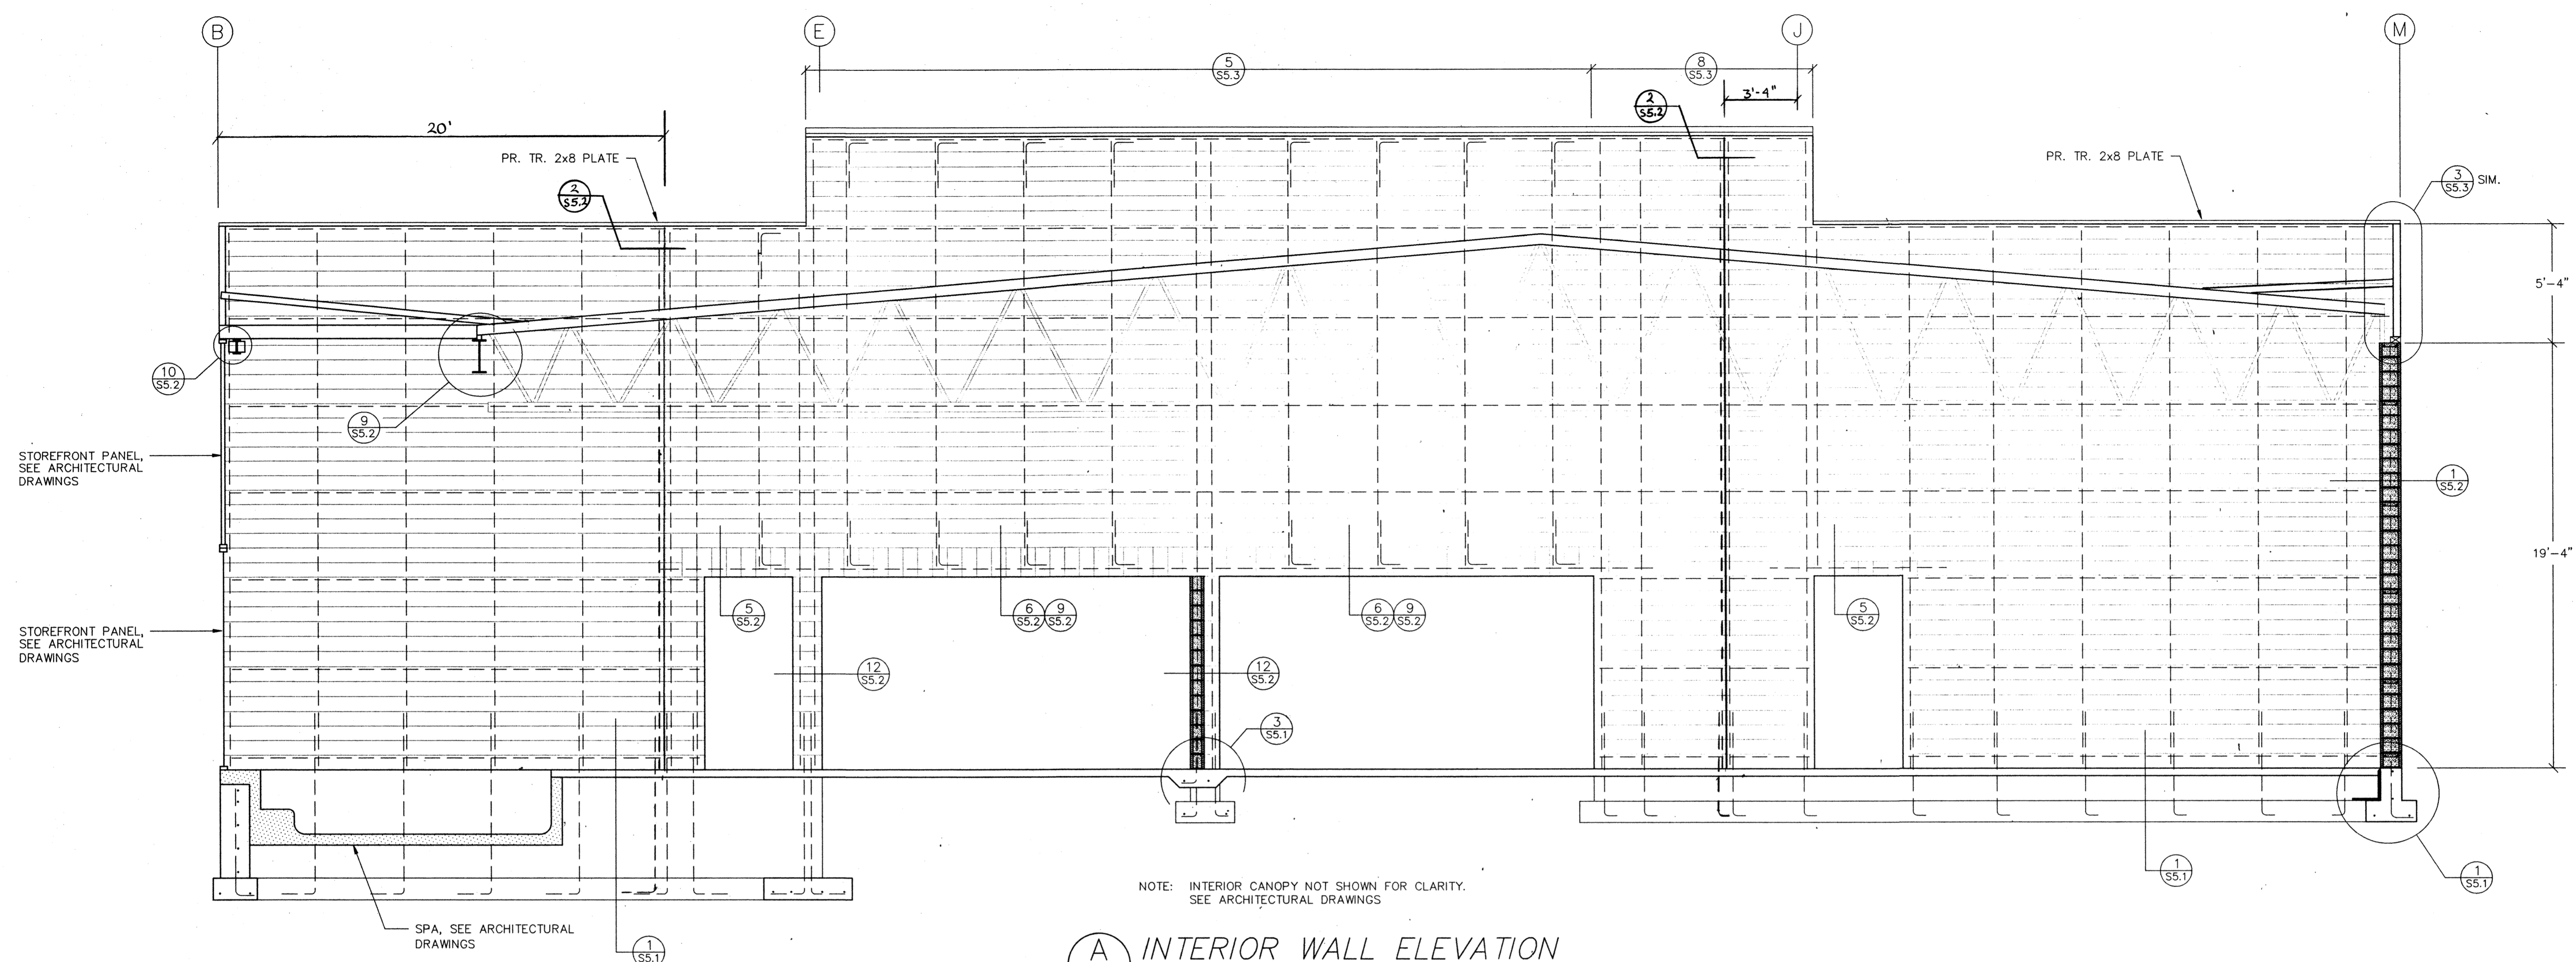 B
E
J
M
5
S5.3
8
S5.3
3'-4"
2
S5.2
20'
PR. TR. 2x8 PLATE
PR. TR. 2x8 PLATE
2
S5.2
3
S5.3
SIM.
5'-4"
10
S5.2
9
S5.2
STOREFRONT PANEL,
SEE ARCHITECTURAL
DRAWINGS
1
S5.2
19'-4"
5
S5.2
6
S5.2
9
S5.2
6
S5.2
9
S5.2
5
S5.2
STOREFRONT PANEL,
SEE ARCHITECTURAL
DRAWINGS
12
S5.2
12
S5.2
3
S5.1
1
S5.1
1
S5.1
NOTE: INTERIOR CANOPY NOT SHOWN FOR CLARITY.
SEE ARCHITECTURAL DRAWINGS
SPA, SEE ARCHITECTURAL
DRAWINGS
1
S5.1
A
INTERIOR WALL ELEVATION